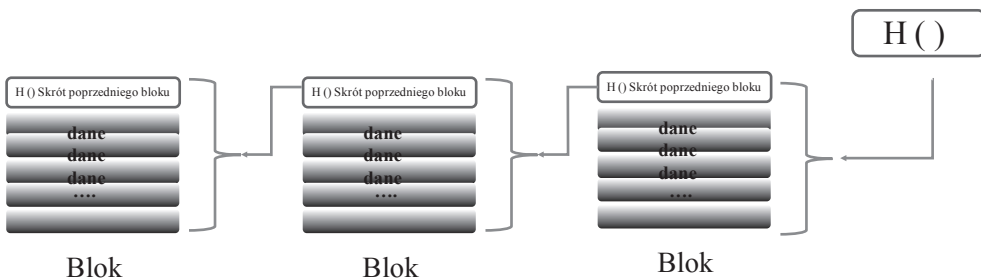 H ( )
H () Skrót poprzedniego bloku
dane
dane
dane
....
Blok
H () Skrót poprzedniego bloku
dane
dane
dane
....
Blok
H () Skrót poprzedniego bloku
dane
dane
dane
....
Blok